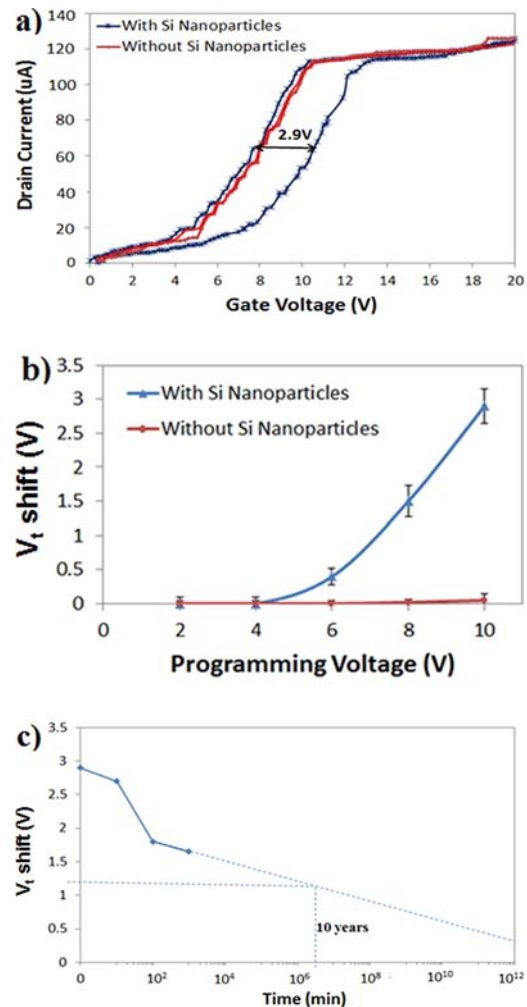 a)
140
120
100
80
60
40
20
0
With Si Nanoparticles
Without Si Nanoparticles
2.9V
Drain Current (uA)
0 2 4 6 8 10 12 14 16 18 20
Gate Voltage (V)
b)
3.5
3
2.5
2
1.5
1
0.5
0
With Si Nanoparticles
Without Si Nanoparticles
Vt shift (V)
0 2 4 6 8 10
Programming Voltage (V)
c)
3.5
3
2.5
2
1.5
1
0.5
0
Vt shift (V)
10 years
0 10² 10⁴ 10⁶ 10⁸ 10¹⁰ 10¹²
Time (min)